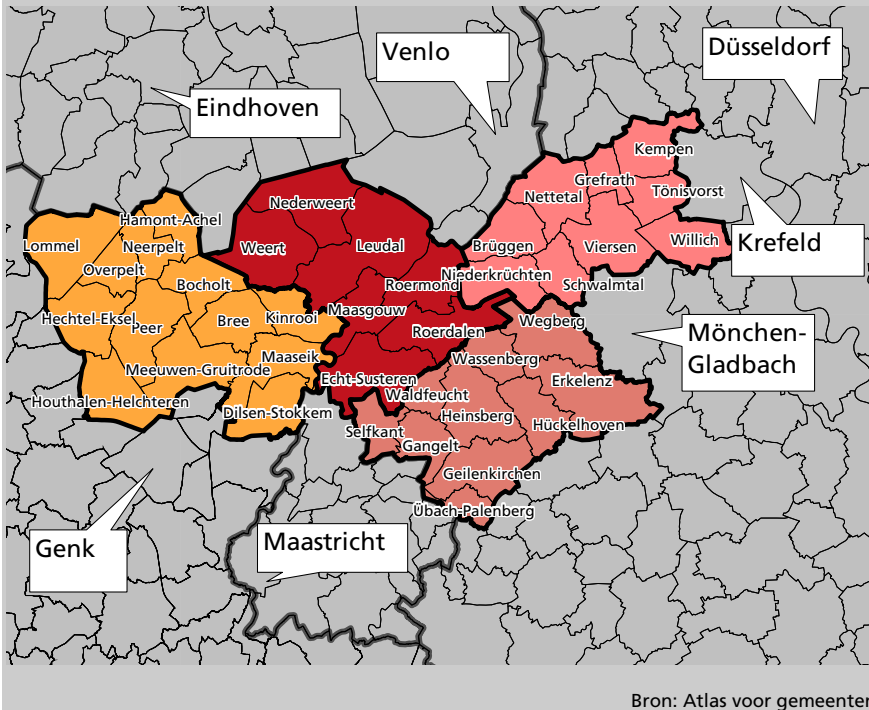 Düsseldorf
Venlo
Eindhoven
Kempen
Grefrath
Nettetal
Tönisvorst
Nederweert
Hamont-Achel
Lommel
Neerpelt
Weert
Leudal
Brüggen
Viersen
Willich
Krefeld
Overpelt
Bocholt
Roermond
Niederkrüchten
Schwalmtal
Hechtel-Eksel
Peer
Bree
Kinrooi
Maasgouw
Roerdalen
Wegberg
Mönchen-
Gladbach
Maaseik
Wassenberg
Meeuwen-Gruitrode
Echt-Susteren
Erkelenz
Waldfeucht
Houthalen-Helchteren
Dilsen-Stokkem
Heinsberg
Hückelhoven
Selfkant
Gangelt
Geilenkirchen
Übach-Palenberg
Genk
Maastricht
Bron: Atlas voor gemeenten